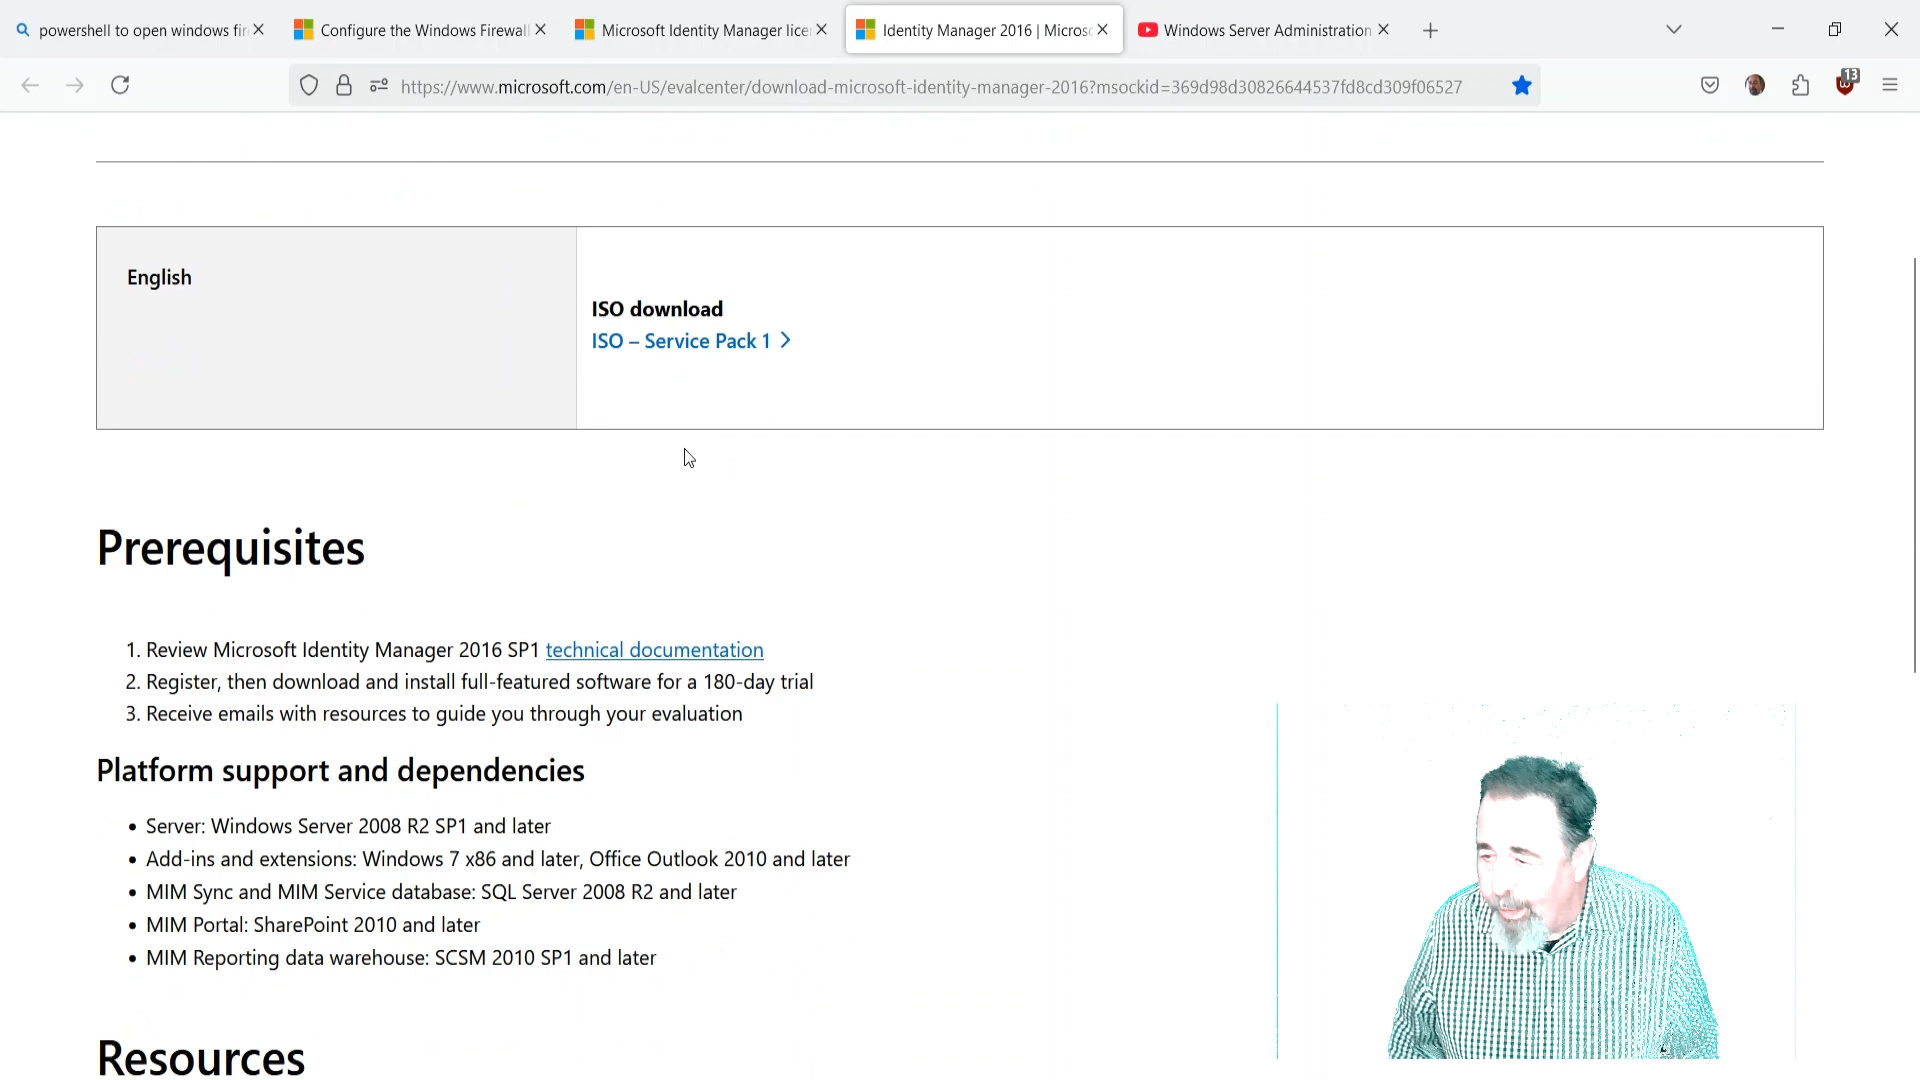 powershell to open windows fir
Configure the Windows Firewall
Microsoft Identity Manager lice
Identity Manager 2016 | Micros
Windows Server Administration
https://www.microsoft.com/en-US/evalcenter/download-microsoft-identity-manager-2016?msockid=369d98d30826644537fd8cd309f06527
13
English
ISO download
ISO – Service Pack 1
Prerequisites
1. Review Microsoft Identity Manager 2016 SP1 technical documentation
2. Register, then download and install full-featured software for a 180-day trial
3. Receive emails with resources to guide you through your evaluation
Platform support and dependencies
• Server: Windows Server 2008 R2 SP1 and later
• Add-ins and extensions: Windows 7 x86 and later, Office Outlook 2010 and later
• MIM Sync and MIM Service database: SQL Server 2008 R2 and later
• MIM Portal: SharePoint 2010 and later
• MIM Reporting data warehouse: SCSM 2010 SP1 and later
Resources